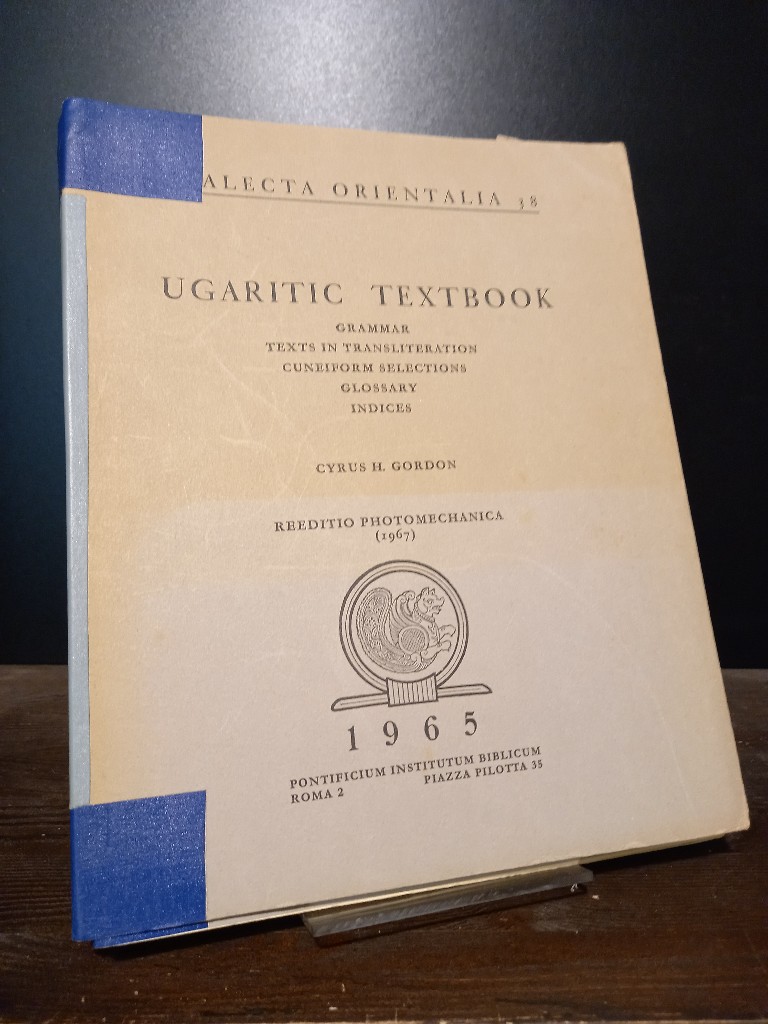 ALECTA ORIENTALIA 38
UGARITIC TEXTBOOK
GRAMMAR
TEXTS IN TRANSLITERATION
CUNEIFORM SELECTIONS
GLOSSARY
INDICES
CYRUS H. GORDON
REEDITIO PHOTOMECHANICA
(1967)
1965
PONTIFICIUM INSTITUTUM BIBLICUM
ROMA 2 PIAZZA PILOTTA 35